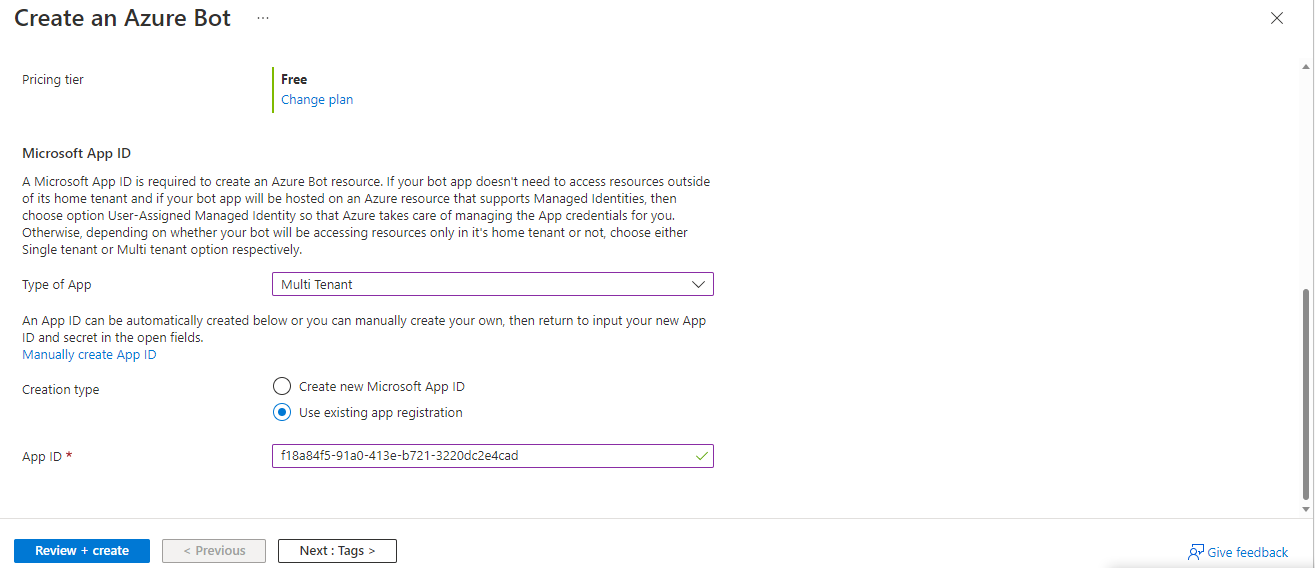 Create an Azure Bot ...
Pricing tier
Free
Change plan
Microsoft App ID
A Microsoft App ID is required to create an Azure Bot resource. If your bot app doesn't need to access resources outside
of its home tenant and if your bot app will be hosted on an Azure resource that supports Managed Identities, then
choose option User-Assigned Managed Identity so that Azure takes care of managing the App credentials for you.
Otherwise, depending on whether your bot will be accessing resources only in it's home tenant or not, choose either
Single tenant or Multi tenant option respectively.
Type of App
Multi Tenant
An App ID can be automatically created below or you can manually create your own, then return to input your new App
ID and secret in the open fields.
Manually create App ID
Creation type
Create new Microsoft App ID
Use existing app registration
App ID *
f18a84f5-91a0-413e-b721-3220dc2e4cad
Review + create
< Previous
Next : Tags >
Give feedback